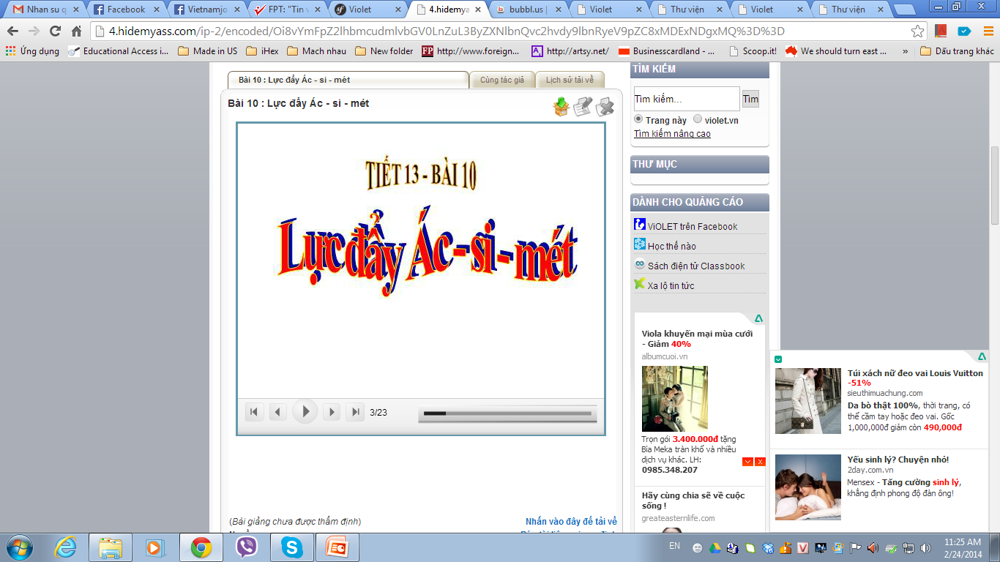 Nhan su q
Facebook
Vietnamjo
FPT: "Tin v
Violet
4.hidemya
bubbl.us |
Violet
Thư viện
Violet
Thư viện
4.hidemyass.com/ip-2/encoded/Oi8vYmFpZ2lhbmcudmlvbGV0LnZuL3ByZXNlbnQvc2hvdy9lbnRyeV9pZC8xMDExNDgxMQ%3D%3D
Ứng dụng
Educational Access i...
Made in US
iHex
Mach nhau
New folder
http://www.foreign...
http://artsy.net/
Businesscardland - ...
Scoop.it!
We should turn east ...
»
Dấu trang khác
Bài 10 : Lực đẩy Ác - si - mét
Cùng tác giả
Lịch sử tải về
Bài 10 : Lực đẩy Ác - si - mét
TIẾT 13 - BÀI 10
Lực đẩy Ác - si - mét
3/23
(Bài giảng chưa được thẩm định)
Nhấn vào đây để tải về
TÌM KIẾM
Tìm kiếm...
Tìm
Trang này
violet.vn
Tìm kiếm nâng cao
THƯ MỤC
DÀNH CHO QUẢNG CÁO
ViOLET trên Facebook
Học thế nào
Sách điện tử Classbook
Xa lộ tin tức
Viola khuyến mại mùa cưới
- Giảm 40%
albumcuoi.vn
Trọn gói 3.400.000đ tặng
Bìa Meka tràn khổ và nhiều
dịch vụ khác. LH:
0985.348.207
Hãy cùng chia sẽ về cuộc
sống !
greateasternlife.com
Túi xách nữ đeo vai Louis Vuitton
-51%
sieuthimuachung.com
Da bò thật 100%, thời trang, có
thể cầm tay hoặc đeo vai. Gốc
1,000,000đ giảm còn 490,000đ
Yếu sinh lý? Chuyện nhỏ!
2day.com.vn
Mensex - Tăng cường sinh lý,
khẳng định phong độ đàn ông!
EN
11:25 AM
2/24/2014